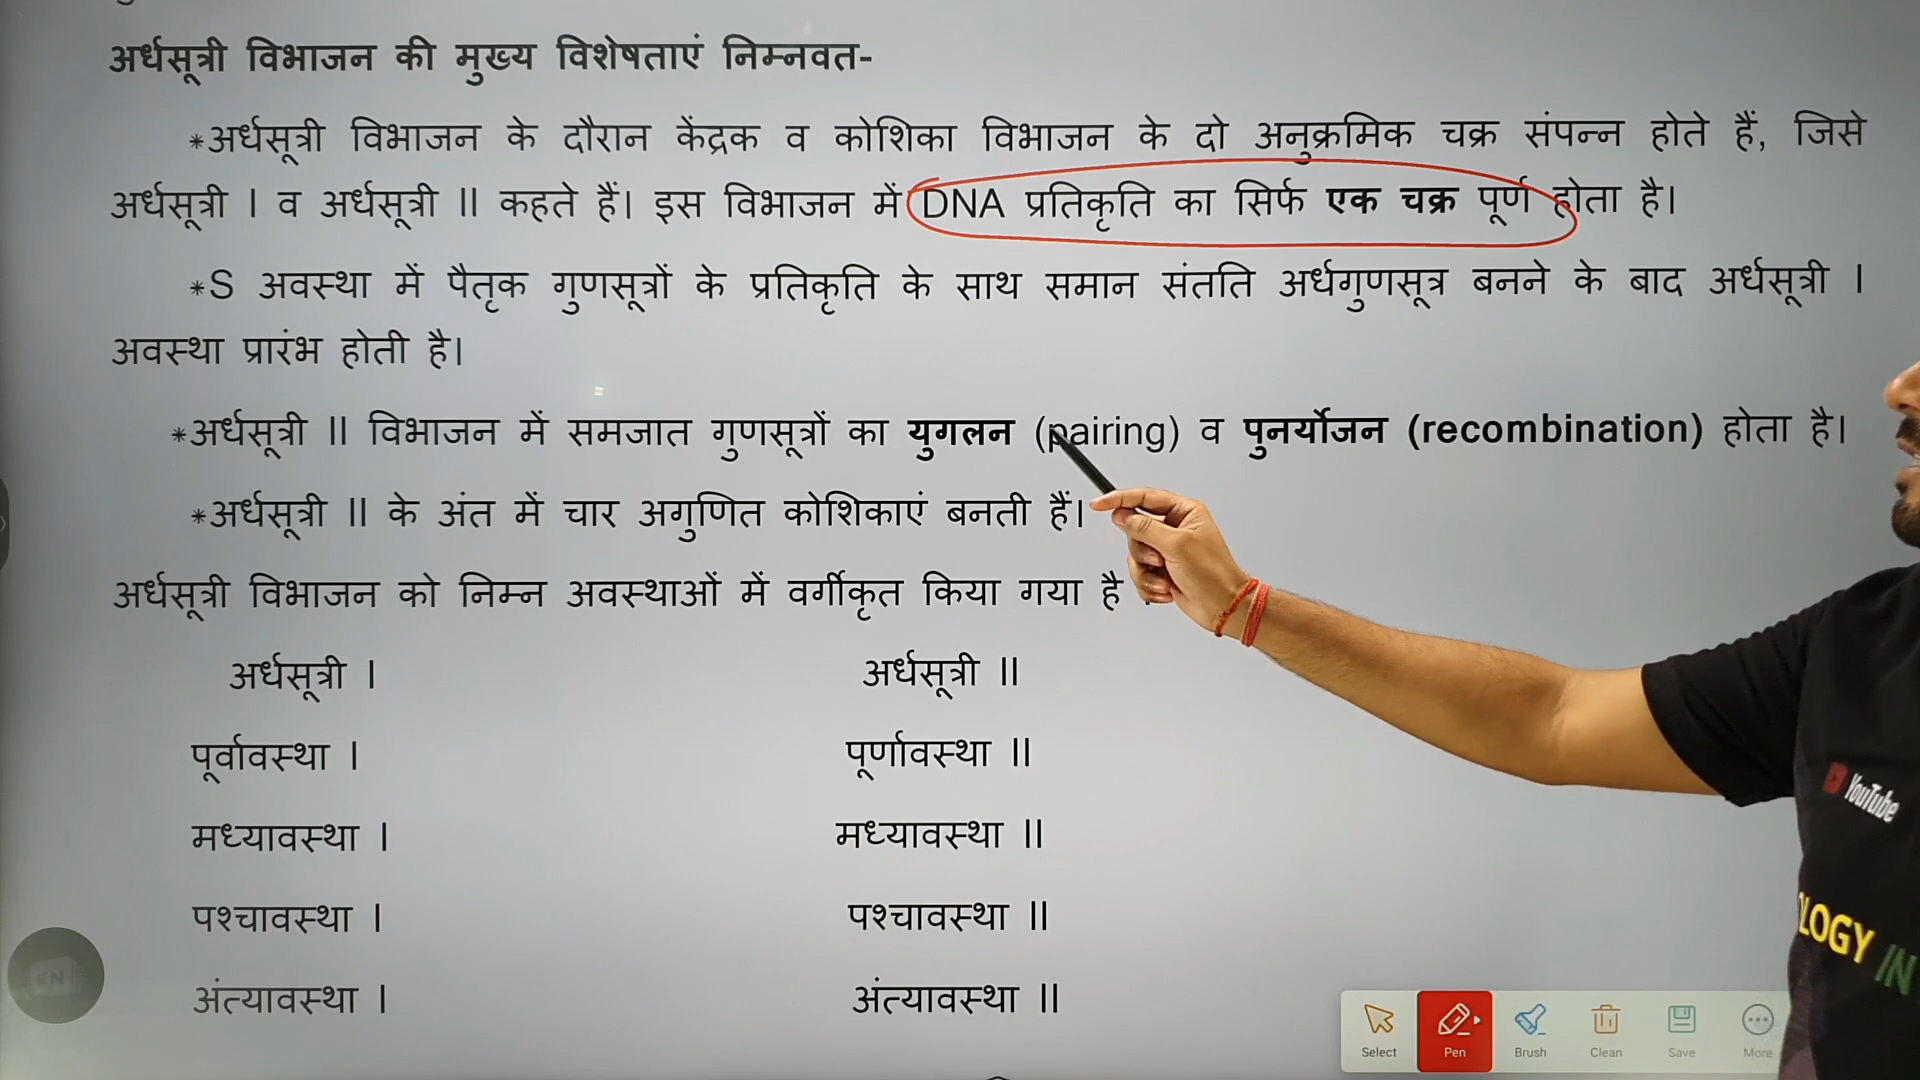 अर्धसूत्री विभाजन की मुख्य विशेषताएं निम्नवत-
*अर्धसूत्री विभाजन के दौरान केंद्रक व कोशिका विभाजन के दो अनुक्रमिक चक्र संपन्न होते हैं, जिसे
अर्धसूत्री I व अर्धसूत्री II कहते हैं। इस विभाजन में DNA प्रतिकृति का सिर्फ एक चक्र पूर्ण होता है।
*S अवस्था में पैतृक गुणसूत्रों के प्रतिकृति के साथ समान संतति अर्धगुणसूत्र बनने के बाद अर्धसूत्री I
अवस्था प्रारंभ होती है।
*अर्धसूत्री II विभाजन में समजात गुणसूत्रों का युगलन (pairing) व पुनर्योजन (recombination) होता है।
*अर्धसूत्री II के अंत में चार अगुणित कोशिकाएं बनती हैं।
अर्धसूत्री विभाजन को निम्न अवस्थाओं में वर्गीकृत किया गया है
अर्धसूत्री I अर्धसूत्री II
पूर्वावस्था I पूर्णावस्था II
मध्यावस्था I मध्यावस्था II
पश्चावस्था I पश्चावस्था II
अंत्यावस्था I अंत्यावस्था II
YouTube
LOGY IN
EN
Select Pen Brush Clean Save More